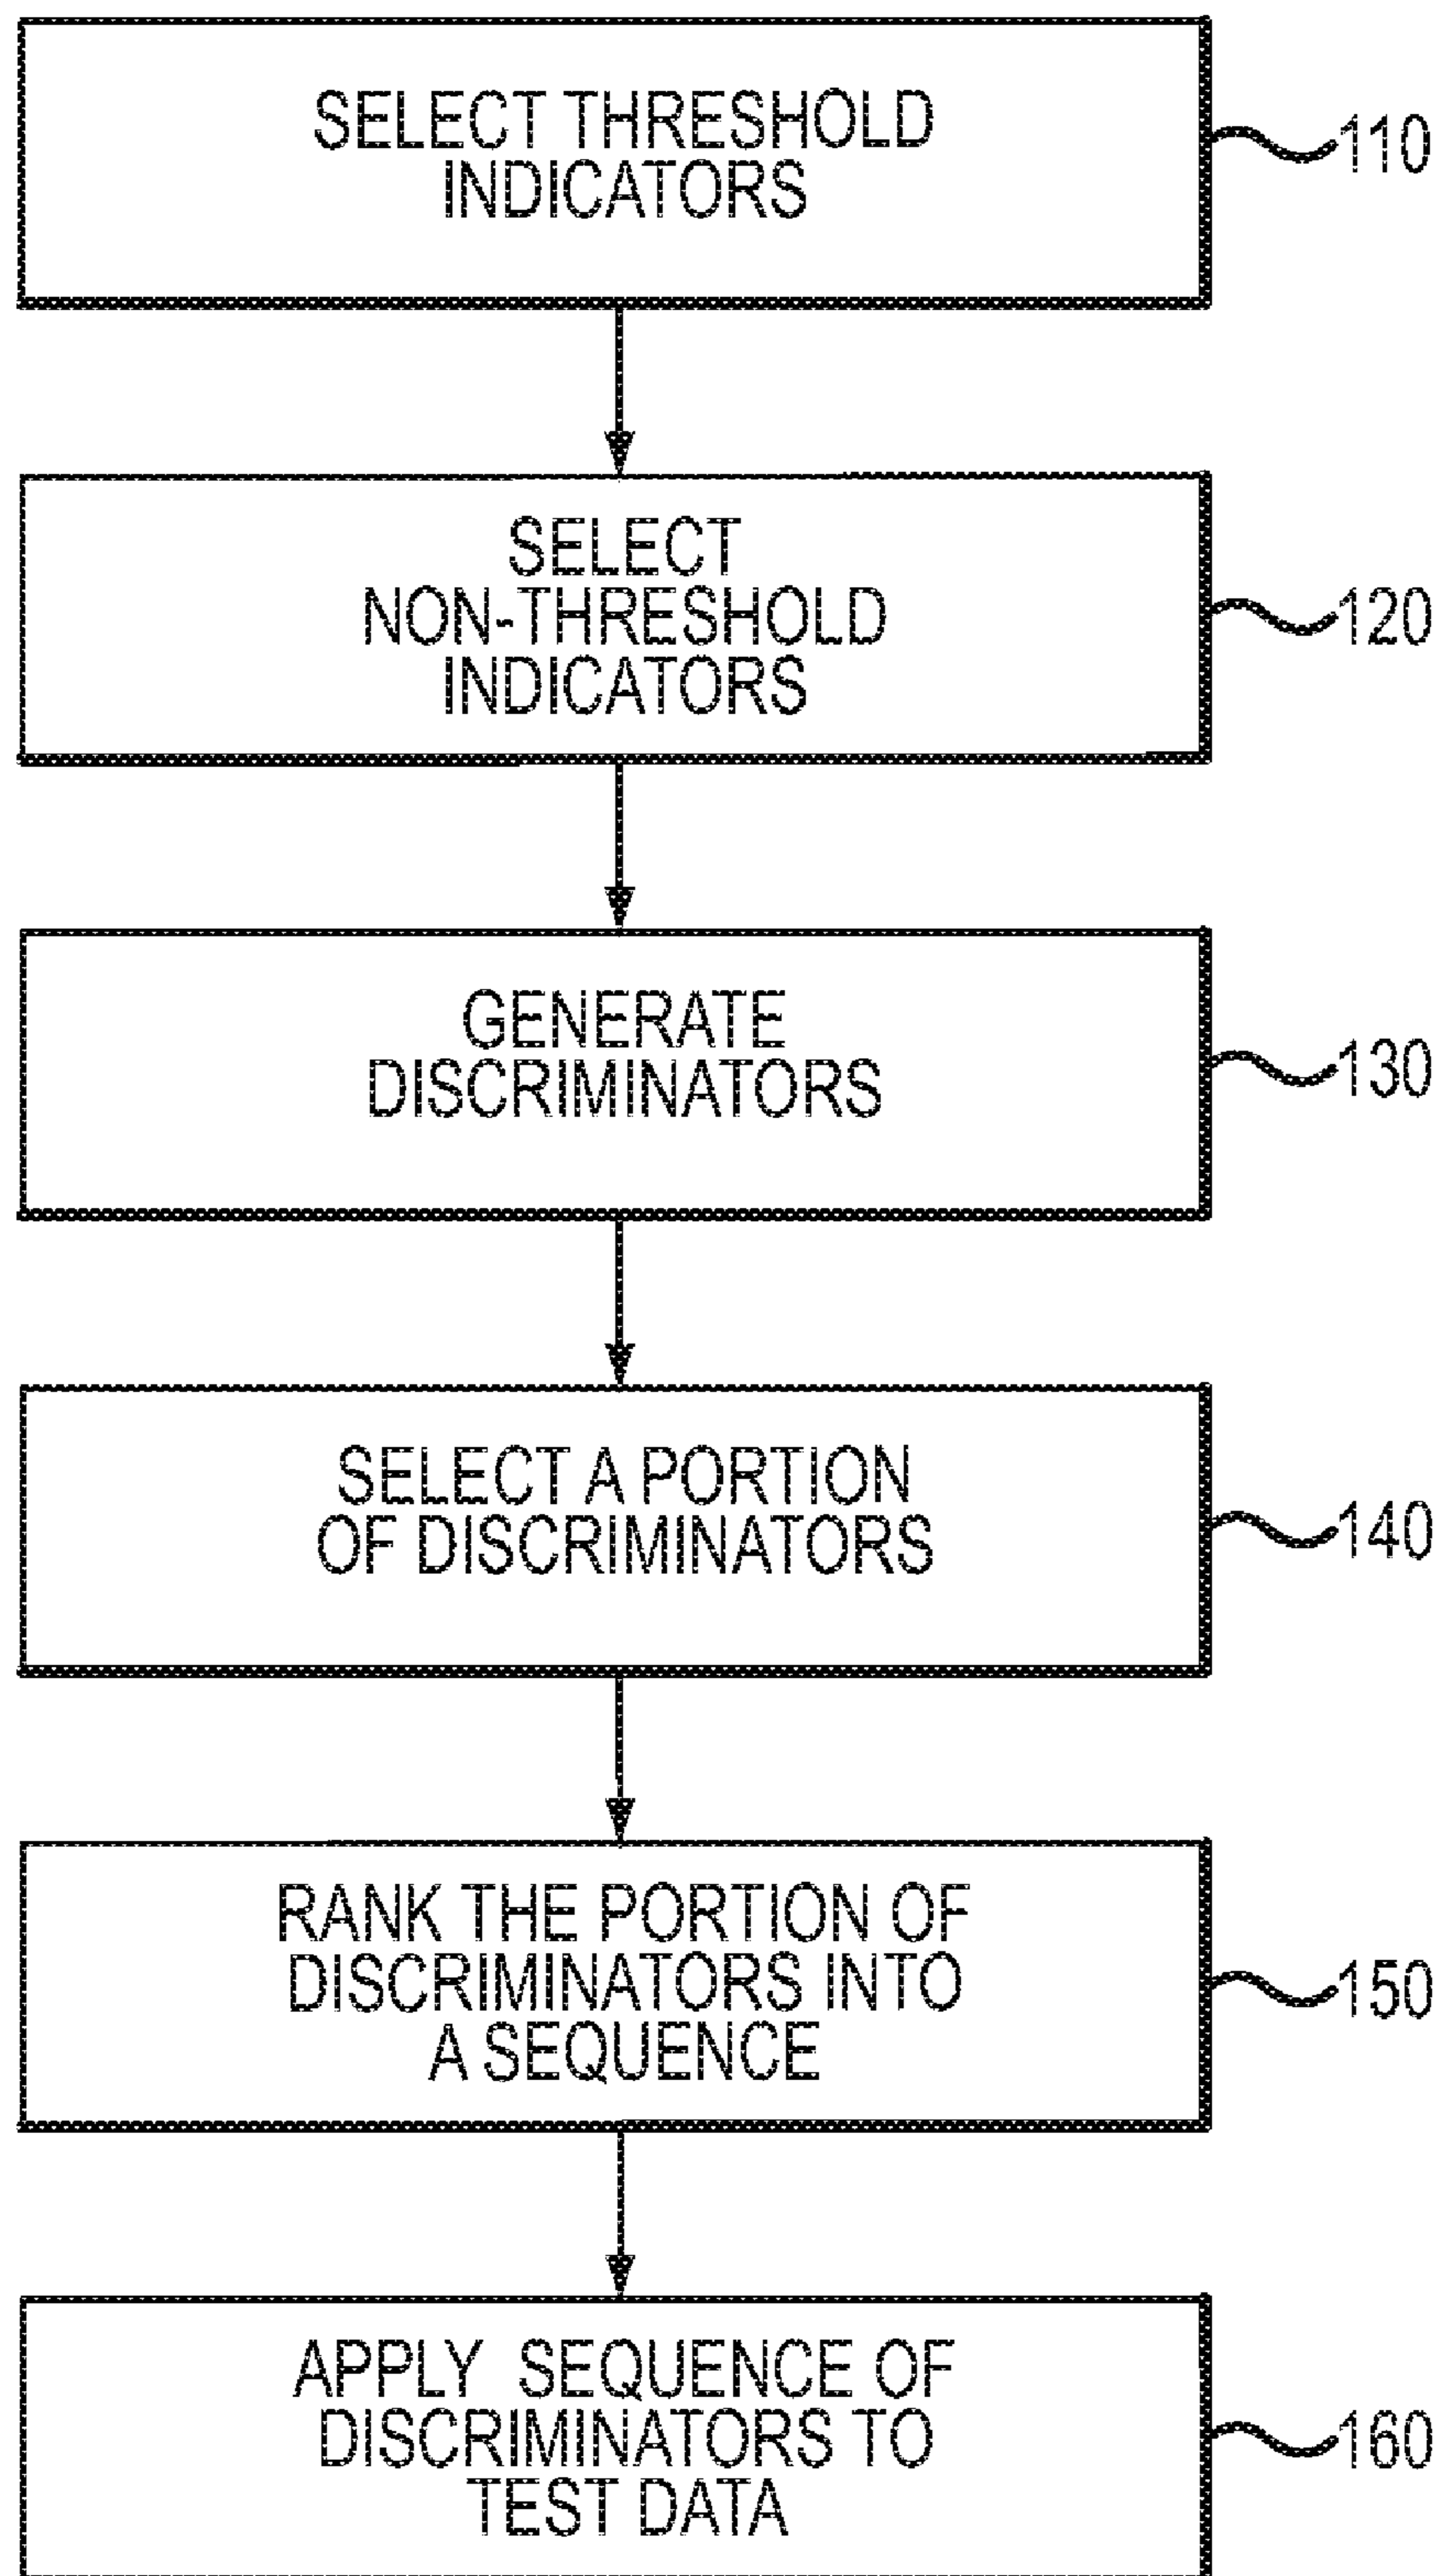 SELECT THRESHOLD
INDICATORS
110
SELECT
NON-THRESHOLD
INDICATORS
120
GENERATE
DISCRIMINATORS
130
SELECT A PORTION
OF DISCRIMINATORS
140
RANK THE PORTION OF
DISCRIMINATORS INTO
A SEQUENCE
150
APPLY SEQUENCE OF
DISCRIMINATORS TO
TEST DATA
160